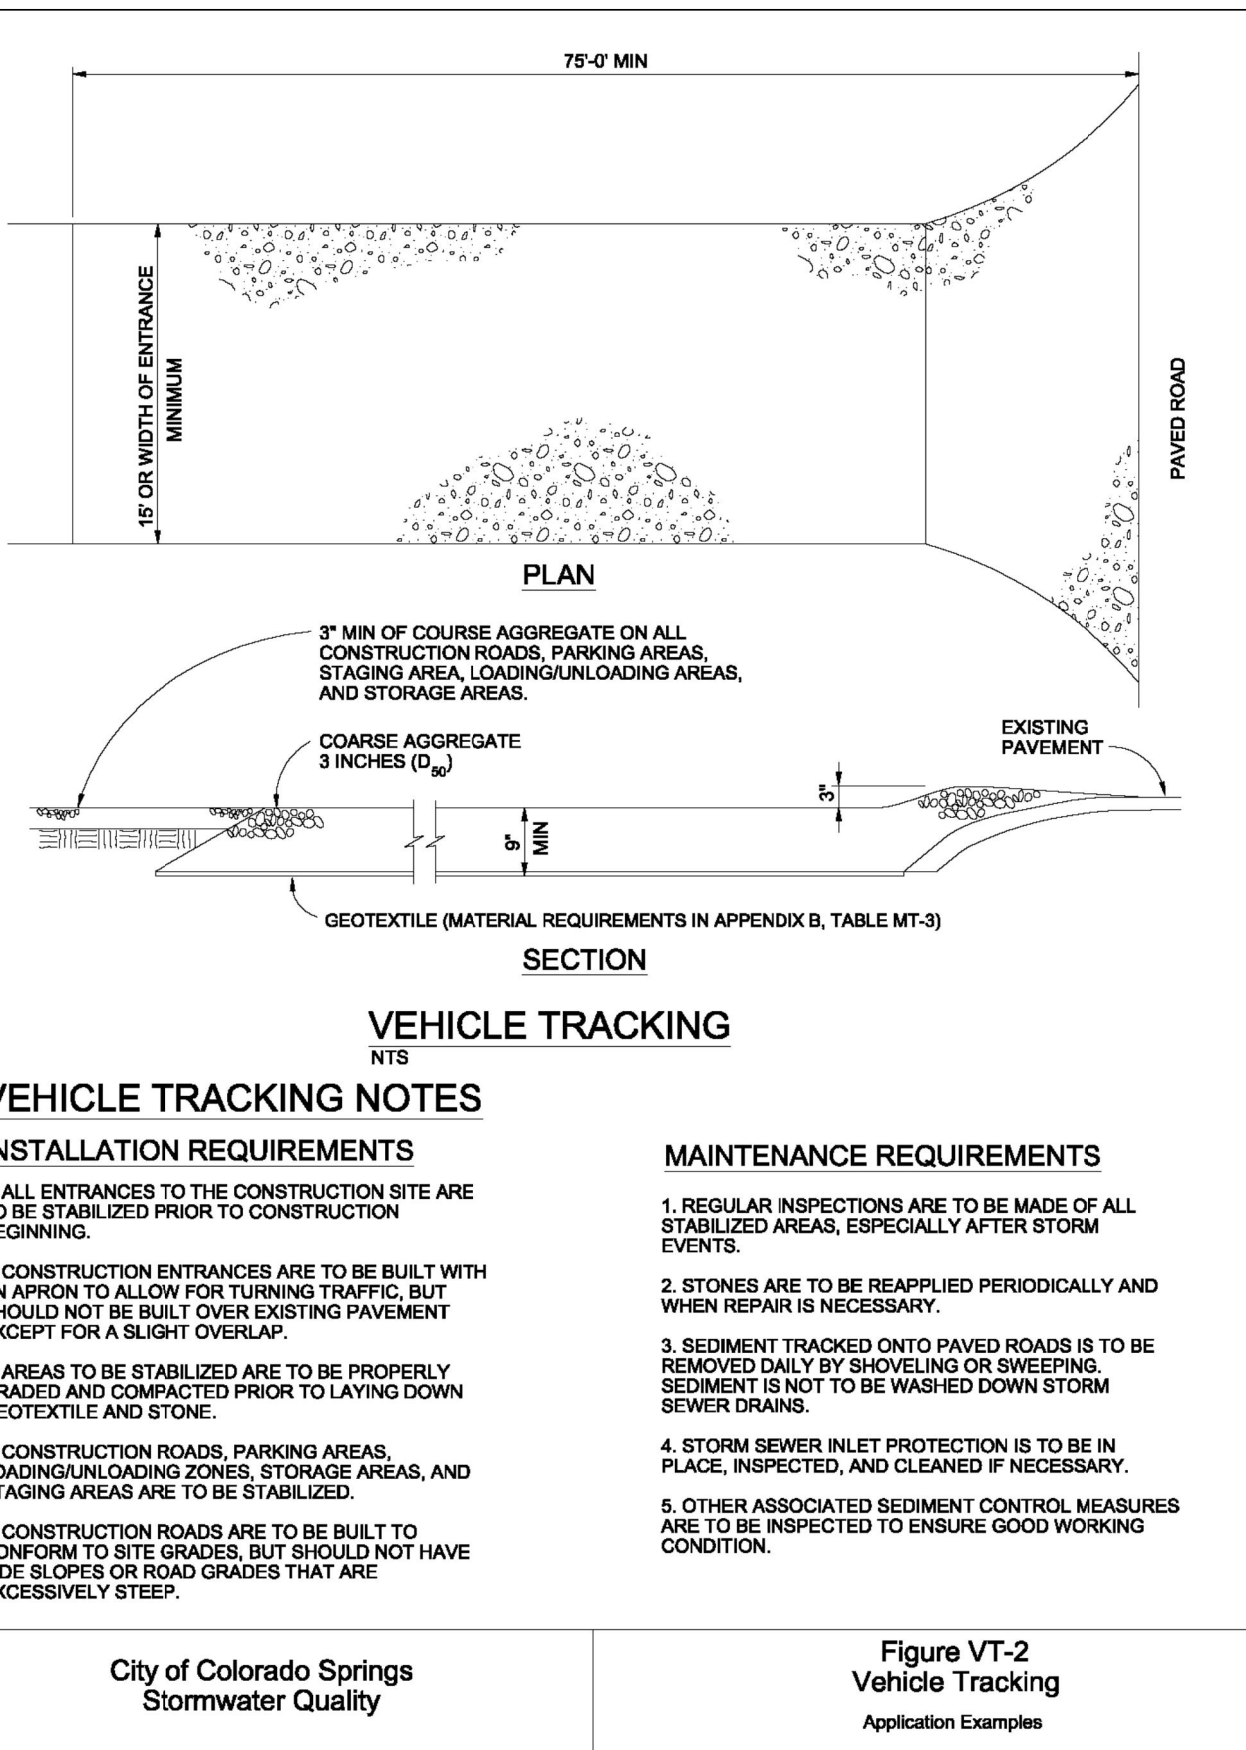 75'-0' MIN
15' OR WIDTH OF ENTRANCE
MINIMUM
PAVED ROAD
PLAN
3" MIN OF COURSE AGGREGATE ON ALL
CONSTRUCTION ROADS, PARKING AREAS,
STAGING AREA, LOADING/UNLOADING AREAS,
AND STORAGE AREAS.
COARSE AGGREGATE
3 INCHES (D50)
EXISTING
PAVEMENT
3"
9"
MIN
GEOTEXTILE (MATERIAL REQUIREMENTS IN APPENDIX B, TABLE MT-3)
SECTION
VEHICLE TRACKING
NTS
VEHICLE TRACKING NOTES
NSTALLATION REQUIREMENTS
ALL ENTRANCES TO THE CONSTRUCTION SITE ARE
O BE STABILIZED PRIOR TO CONSTRUCTION
EGINNING.
CONSTRUCTION ENTRANCES ARE TO BE BUILT WITH
N APRON TO ALLOW FOR TURNING TRAFFIC, BUT
HOULD NOT BE BUILT OVER EXISTING PAVEMENT
XCEPT FOR A SLIGHT OVERLAP.
AREAS TO BE STABILIZED ARE TO BE PROPERLY
RADED AND COMPACTED PRIOR TO LAYING DOWN
EOTEXTILE AND STONE.
CONSTRUCTION ROADS, PARKING AREAS,
OADING/UNLOADING ZONES, STORAGE AREAS, AND
TAGING AREAS ARE TO BE STABILIZED.
CONSTRUCTION ROADS ARE TO BE BUILT TO
ONFORM TO SITE GRADES, BUT SHOULD NOT HAVE
IDE SLOPES OR ROAD GRADES THAT ARE
XCESSIVELY STEEP.
MAINTENANCE REQUIREMENTS
1. REGULAR INSPECTIONS ARE TO BE MADE OF ALL
STABILIZED AREAS, ESPECIALLY AFTER STORM
EVENTS.
2. STONES ARE TO BE REAPPLIED PERIODICALLY AND
WHEN REPAIR IS NECESSARY.
3. SEDIMENT TRACKED ONTO PAVED ROADS IS TO BE
REMOVED DAILY BY SHOVELING OR SWEEPING.
SEDIMENT IS NOT TO BE WASHED DOWN STORM
SEWER DRAINS.
4. STORM SEWER INLET PROTECTION IS TO BE IN
PLACE, INSPECTED, AND CLEANED IF NECESSARY.
5. OTHER ASSOCIATED SEDIMENT CONTROL MEASURES
ARE TO BE INSPECTED TO ENSURE GOOD WORKING
CONDITION.
City of Colorado Springs
Stormwater Quality
Figure VT-2
Vehicle Tracking
Application Examples